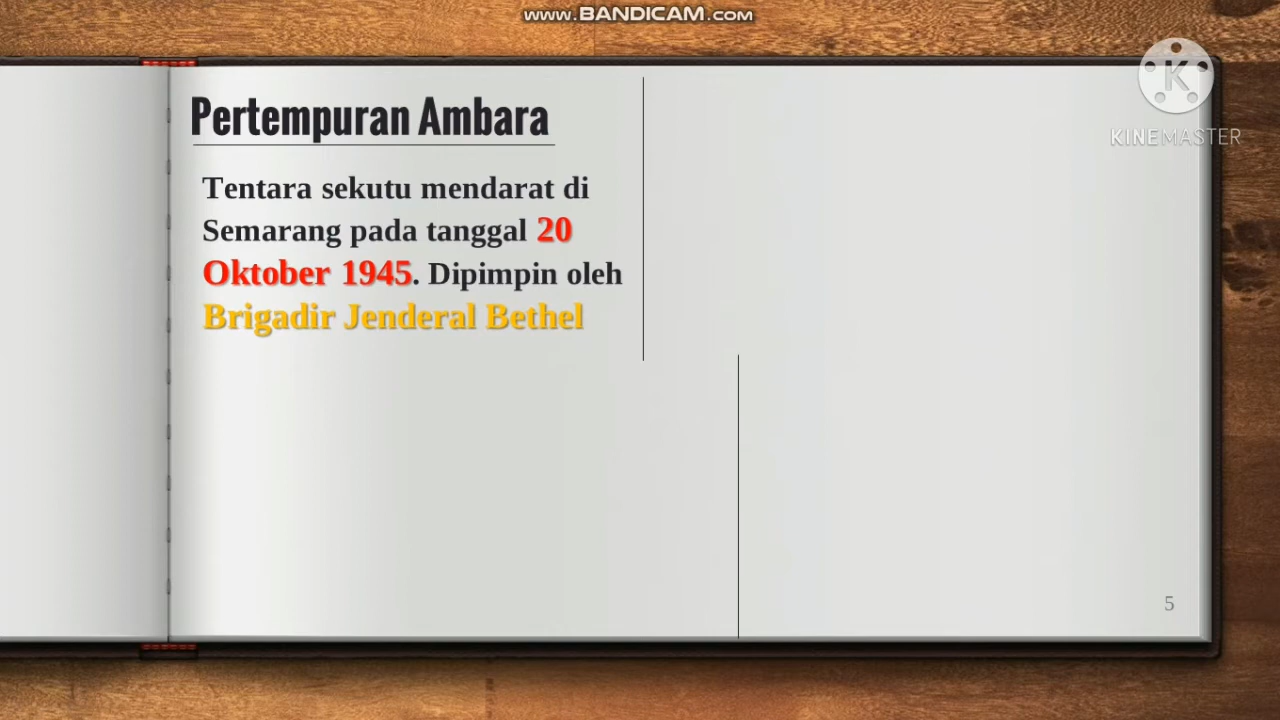 www.BANDICAM.com
KINEMASTER
Pertempuran Ambara
Tentara sekutu mendarat di
Semarang pada tanggal 20
Oktober 1945. Dipimpin oleh
Brigadir Jenderal Bethel
5